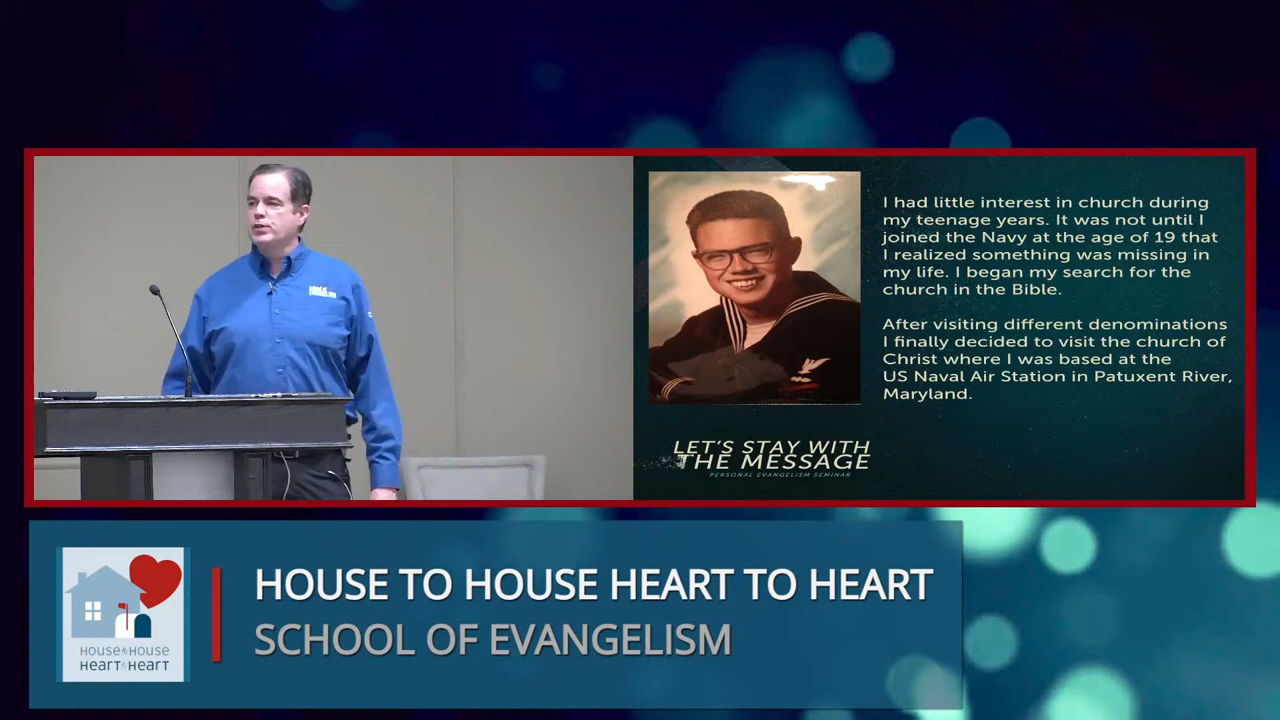 I had little interest in church during
my teenage years. It was not until I
joined the Navy at the age of 19 that
I realized something was missing in
my life. I began my search for the
church in the Bible.
After visiting different denominations
I finally decided to visit the church of
Christ where I was based at the
US Naval Air Station in Patuxent River,
Maryland.
LET'S STAY WITH
THE MESSAGE
PERSONAL EVANGELISM SEMINAR
HOUSE TO HOUSE HEART TO HEART
SCHOOL OF EVANGELISM
HOUSE TO HOUSE
HEART TO HEART